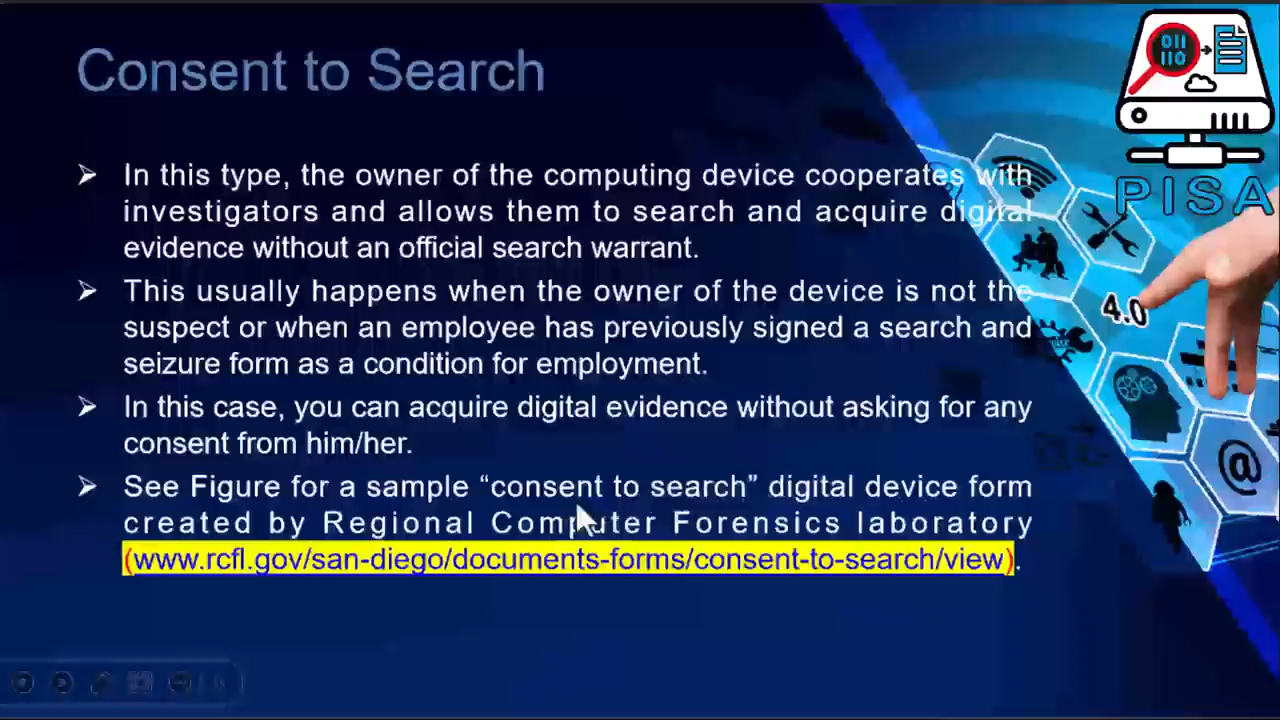 Consent to Search
011
110
PISA
➢ In this type, the owner of the computing device cooperates with
investigators and allows them to search and acquire digital
evidence without an official search warrant.
➢ This usually happens when the owner of the device is not the
suspect or when an employee has previously signed a search and
seizure form as a condition for employment.
4.0
➢ In this case, you can acquire digital evidence without asking for any
consent from him/her.
@
➢ See Figure for a sample “consent to search” digital device form
created by Regional Computer Forensics laboratory
(www.rcfl.gov/san-diego/documents-forms/consent-to-search/view).